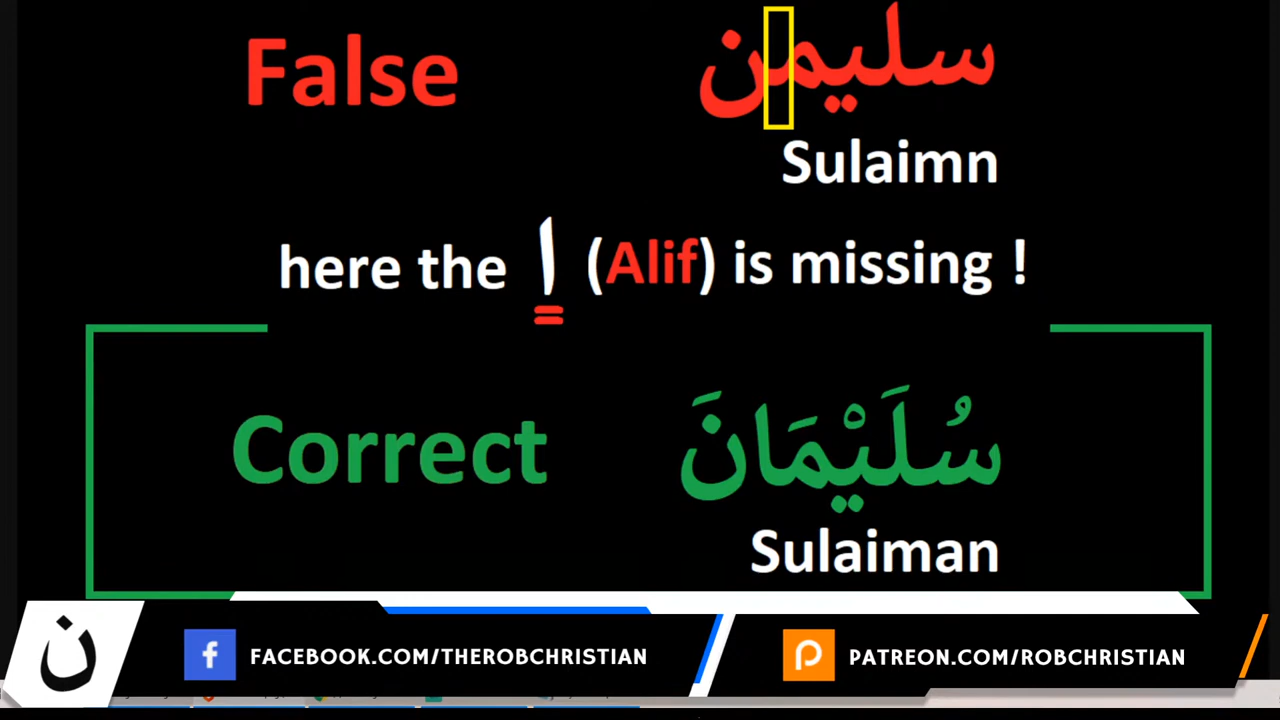 False سليمن
Sulaimn
here the ا (Alif) is missing !
Correct سُلَيْمَانَ
Sulaiman
ن
f FACEBOOK.COM/THEROBCHRISTIAN
PATREON.COM/ROBCHRISTIAN